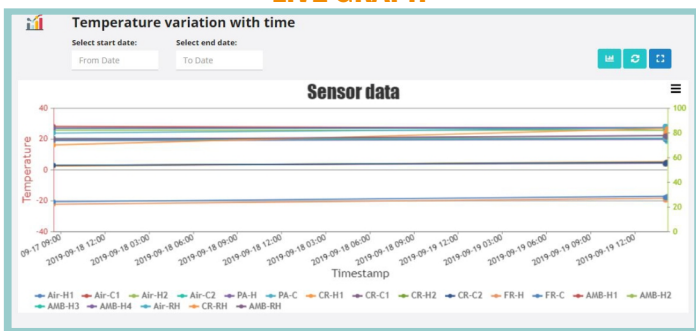 LIVE GRAPH
Temperature variation with time
Select start date: Select end date:
From Date To Date
Sensor data
40 100
20 80
0 60
-20 40
-40 20
0
Temperature
09-17 09:00 2019-09-18 12:00 2019-09-18 03:00 2019-09-18 06:00 2019-09-18 09:00 2019-09-18 12:00 2019-09-18 03:00 2019-09-18 06:00 2019-09-18 09:00 2019-09-19 12:00 2019-09-19 03:00 2019-09-19 06:00 2019-09-19 09:00 2019-09-19 12:00
Timestamp
Air-H1 Air-C1 Air-H2 Air-C2 PA-H PA-C CR-H1 CR-C1 CR-H2 CR-C2 FR-H FR-C AMB-H1 AMB-H2
AMB-H3 AMB-H4 Air-RH CR-RH AMB-RH